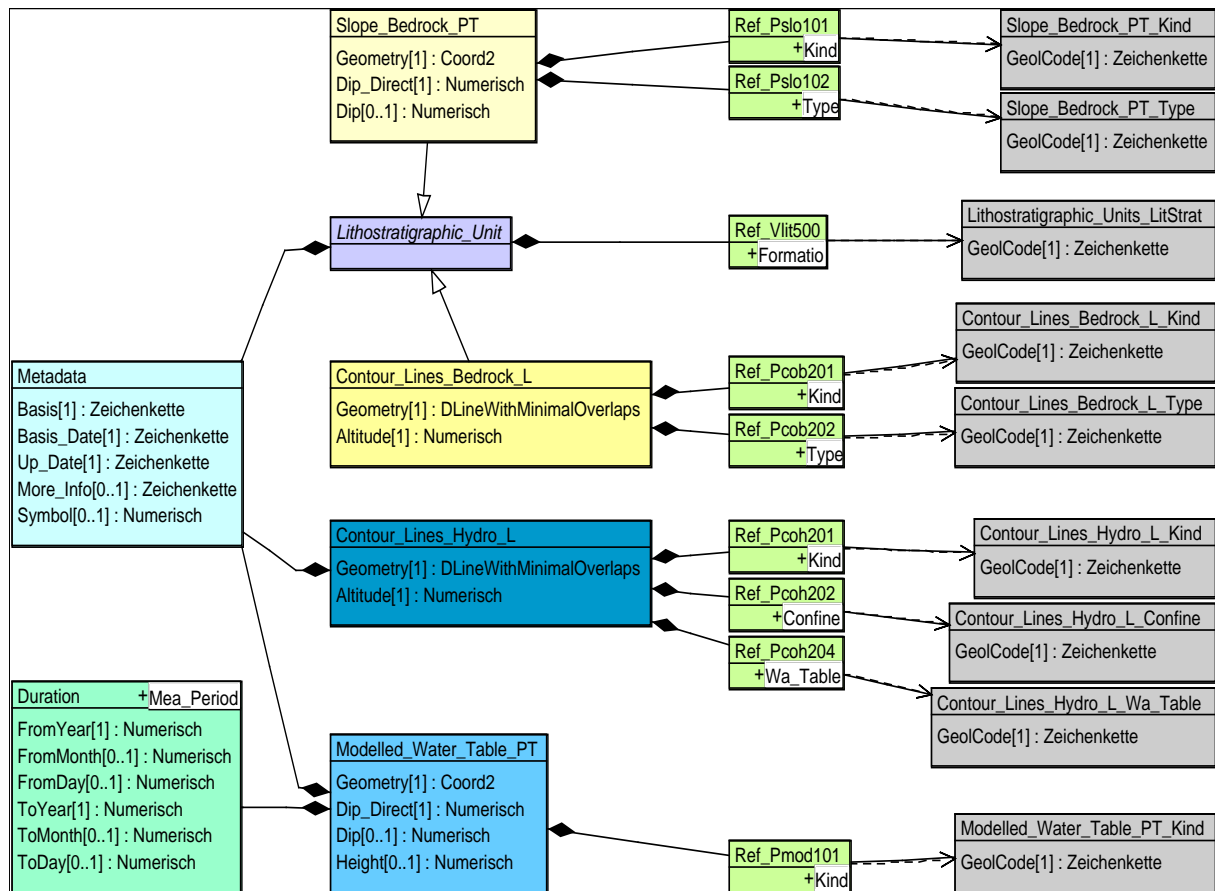 Slope_Bedrock_PT
Geometry[1] : Coord2
Dip_Direct[1] : Numerisch
Dip[0..1] : Numerisch
Ref_Pslo101
+Kind
Ref_Pslo102
+Type
Slope_Bedrock_PT_Kind
GeolCode[1] : Zeichenkette
Slope_Bedrock_PT_Type
GeolCode[1] : Zeichenkette
Lithostratigraphic_Unit
Ref_Vlit500
+Formatio
Lithostratigraphic_Units_LitStrat
GeolCode[1] : Zeichenkette
Metadata
Basis[1] : Zeichenkette
Basis_Date[1] : Zeichenkette
Up_Date[1] : Zeichenkette
More_Info[0..1] : Zeichenkette
Symbol[0..1] : Numerisch
Contour_Lines_Bedrock_L
Geometry[1] : DLineWithMinimalOverlaps
Altitude[1] : Numerisch
Ref_Pcob201
+Kind
Ref_Pcob202
+Type
Contour_Lines_Bedrock_L_Kind
GeolCode[1] : Zeichenkette
Contour_Lines_Bedrock_L_Type
GeolCode[1] : Zeichenkette
Contour_Lines_Hydro_L
Geometry[1] : DLineWithMinimalOverlaps
Altitude[1] : Numerisch
Ref_Pcoh201
+Kind
Ref_Pcoh202
+Confine
Ref_Pcoh204
+Wa_Table
Contour_Lines_Hydro_L_Kind
GeolCode[1] : Zeichenkette
Contour_Lines_Hydro_L_Confine
GeolCode[1] : Zeichenkette
Contour_Lines_Hydro_L_Wa_Table
GeolCode[1] : Zeichenkette
Duration +Mea_Period
FromYear[1] : Numerisch
FromMonth[0..1] : Numerisch
FromDay[0..1] : Numerisch
ToYear[1] : Numerisch
ToMonth[0..1] : Numerisch
ToDay[0..1] : Numerisch
Modelled_Water_Table_PT
Geometry[1] : Coord2
Dip_Direct[1] : Numerisch
Dip[0..1] : Numerisch
Height[0..1] : Numerisch
Ref_Pmod101
+Kind
Modelled_Water_Table_PT_Kind
GeolCode[1] : Zeichenkette